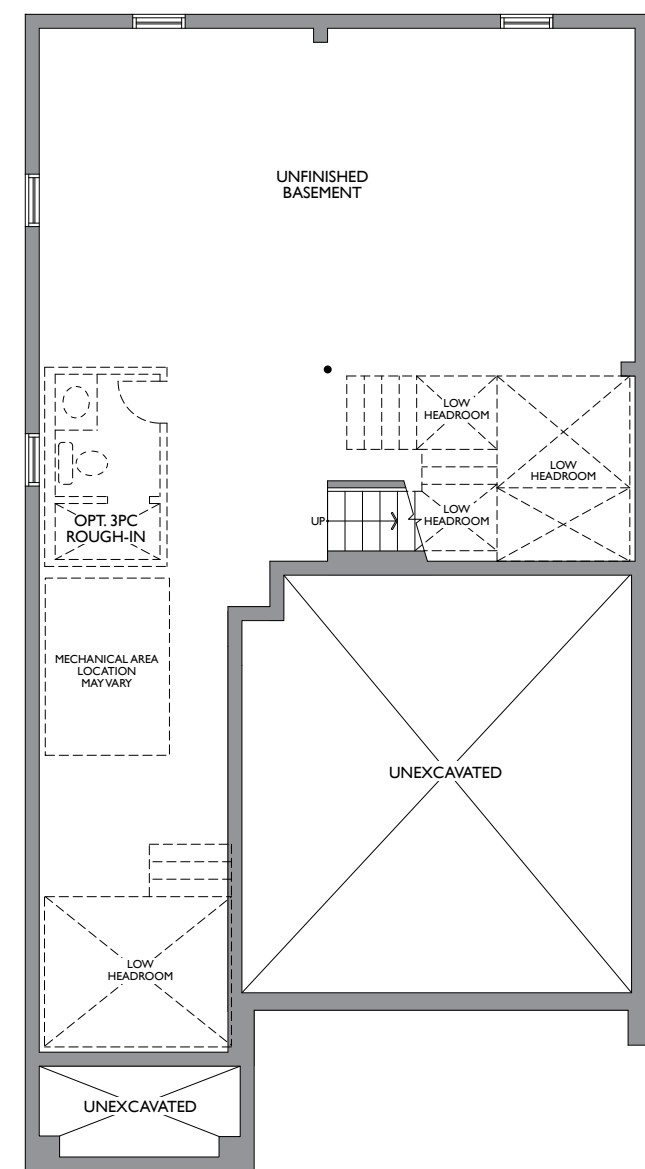 UNFINISHED
BASEMENT
LOW
HEADROOM
LOW
HEADROOM
UP
LOW
HEADROOM
OPT. 3PC
ROUGH-IN
MECHANICAL AREA
LOCATION
MAY VARY
UNEXCAVATED
LOW
HEADROOM
UNEXCAVATED